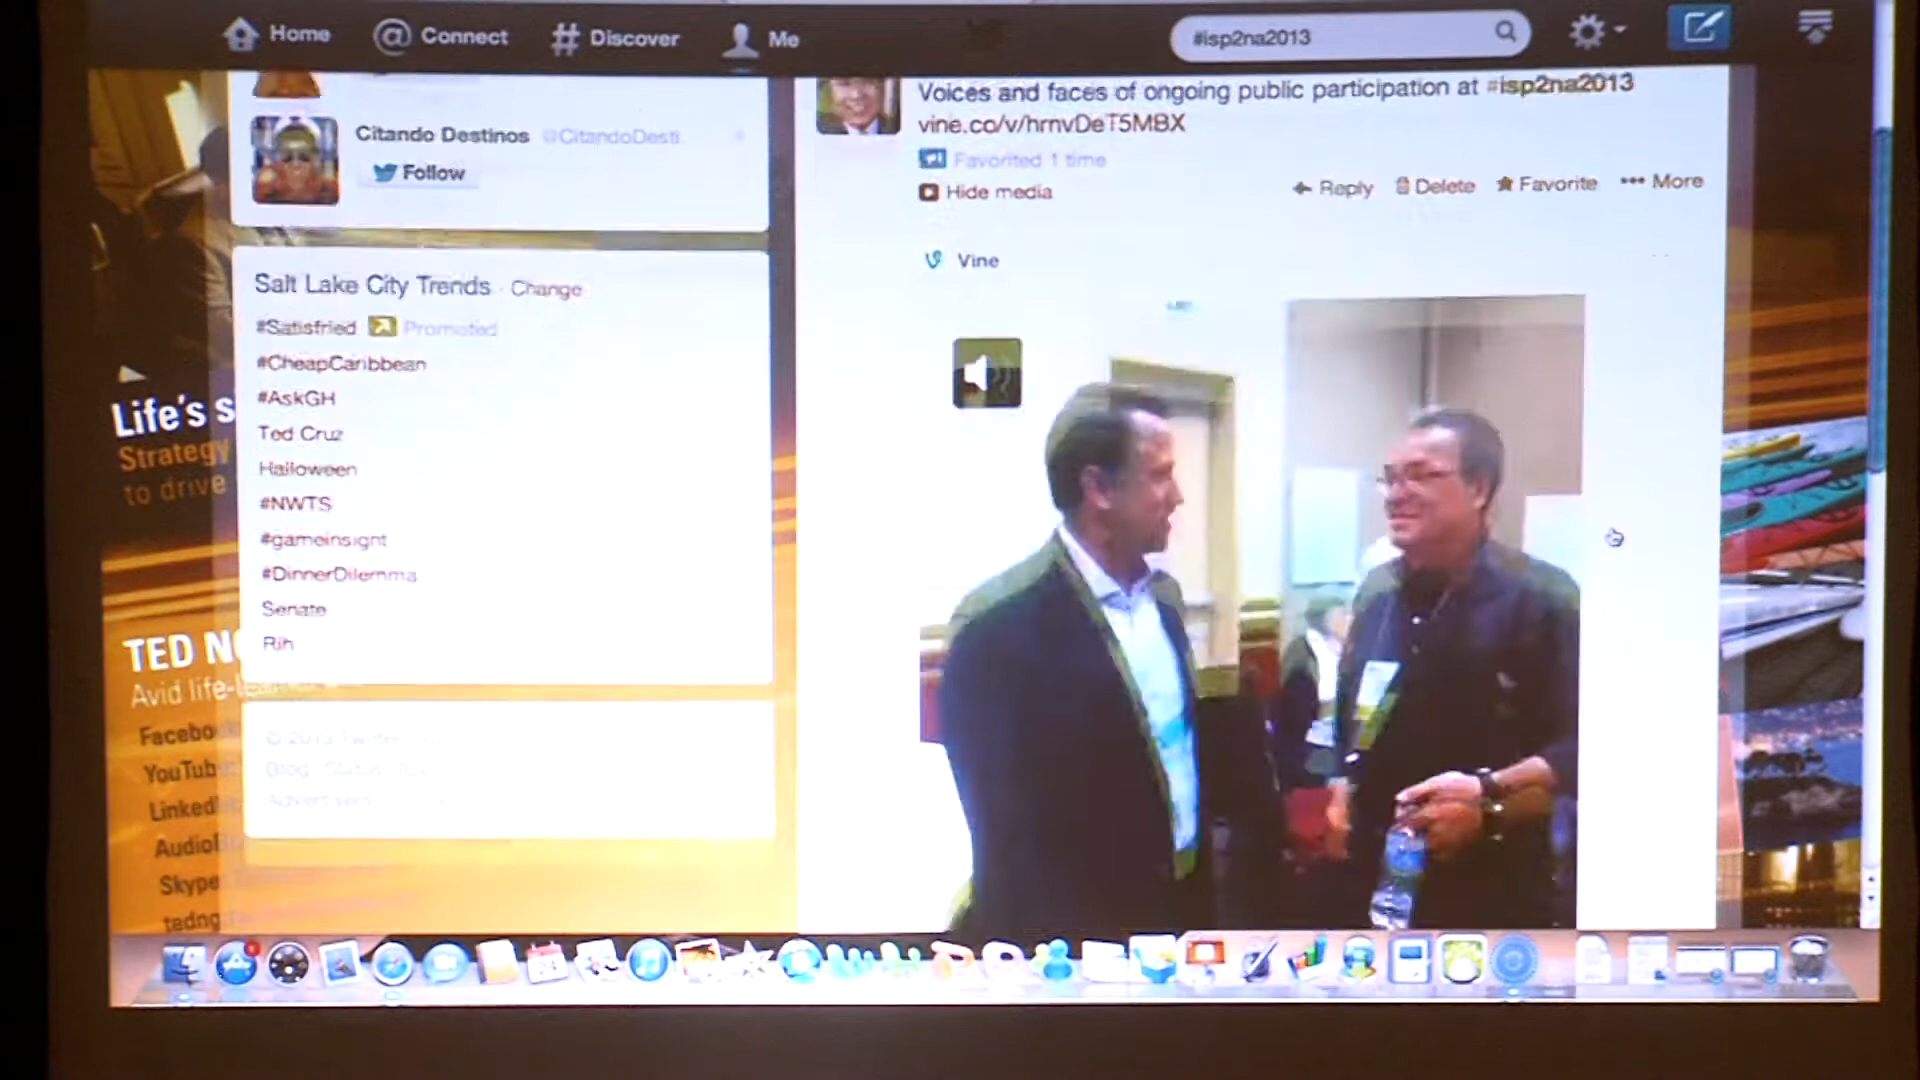 Home
Connect
Discover
Me
#isp2na2013
Citando Destinos @CitandoDesti
Follow
Salt Lake City Trends · Change
#Satisfried Promoted
#CheapCaribbean
#AskGH
Ted Cruz
Halloween
#NWTS
#gameinsight
#DinnerDilemma
Senate
Rih
Voices and faces of ongoing public participation at #isp2na2013
vine.co/v/hrnvDeT5MBX
Favorited 1 time
Hide media
Reply Delete Favorite More
Vine
Life's s
Strategy
to drive
TED N
Avid life-
Facebo
YouTub
Linked
Audio
Skype
tedng